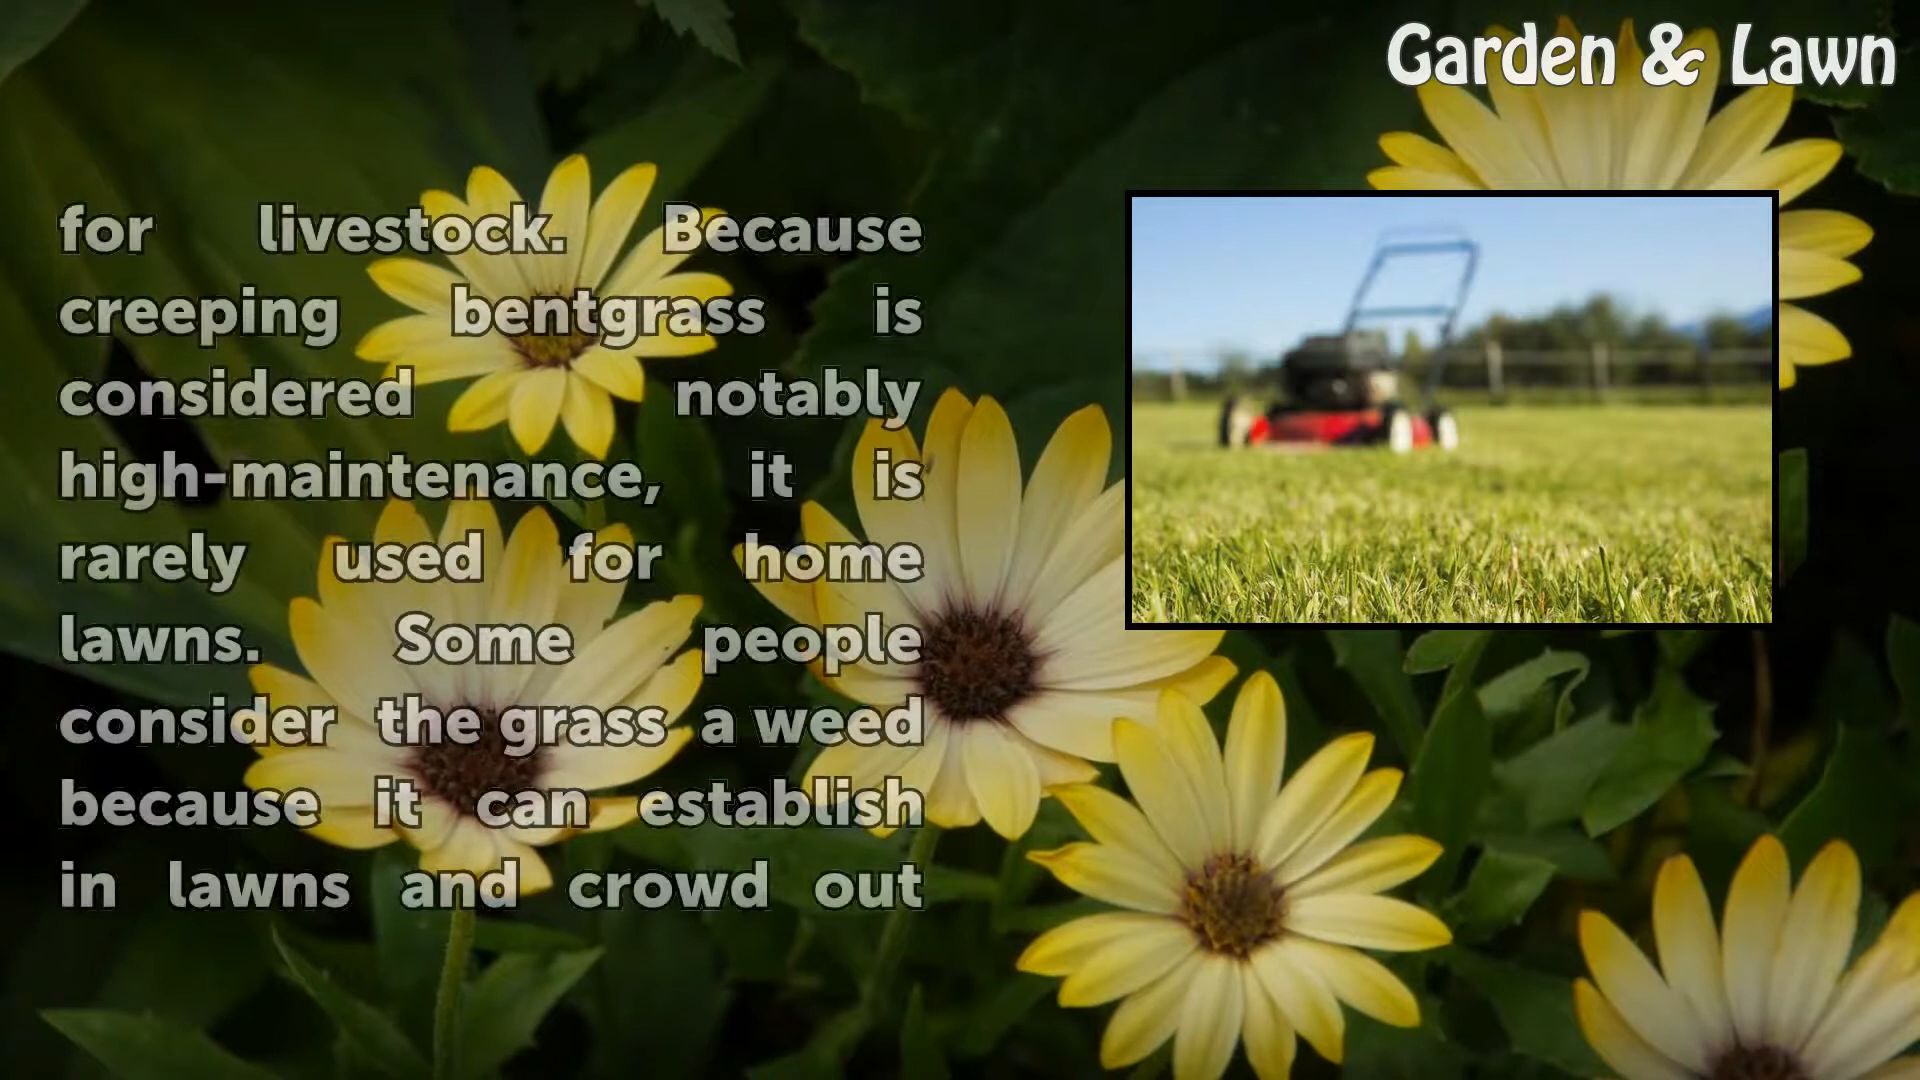 Garden & Lawn
for livestock. Because
creeping bentgrass is
considered notably
high-maintenance, it is
rarely used for home
lawns. Some people
consider the grass a weed
because it can establish
in lawns and crowd out